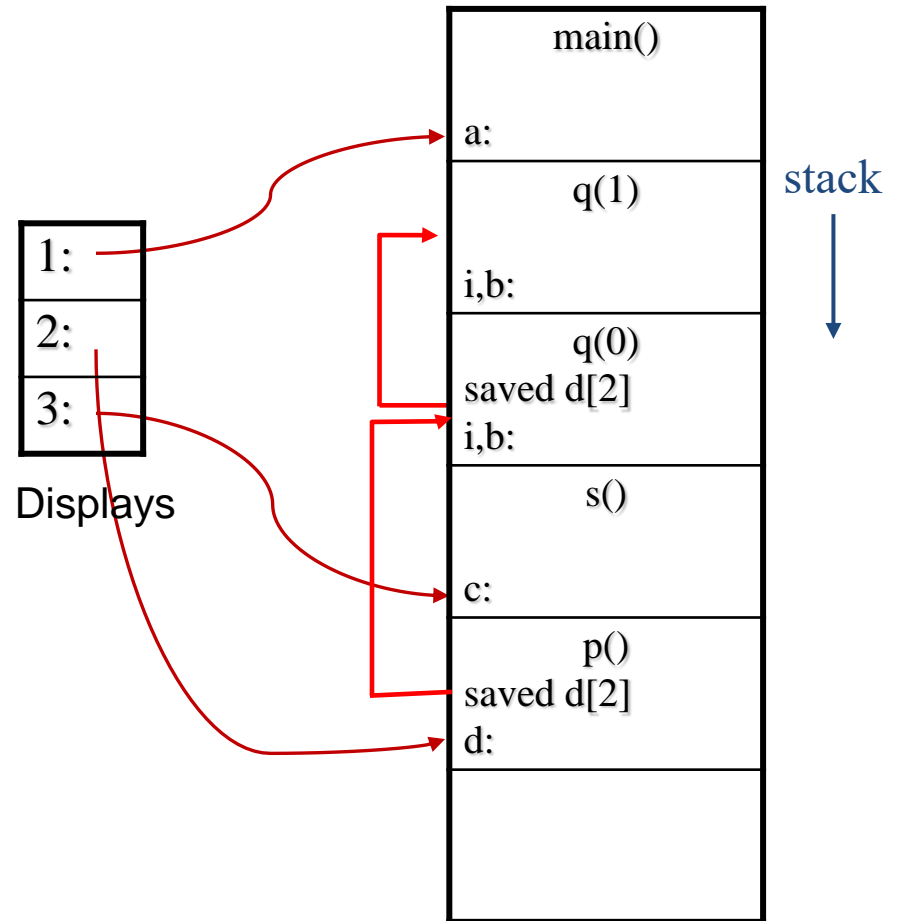 1:
2:
3:
Displays
main()
a:
q(1)
i,b:
q(0)
saved d[2]
i,b:
s()
c:
p()
saved d[2]
d:
stack